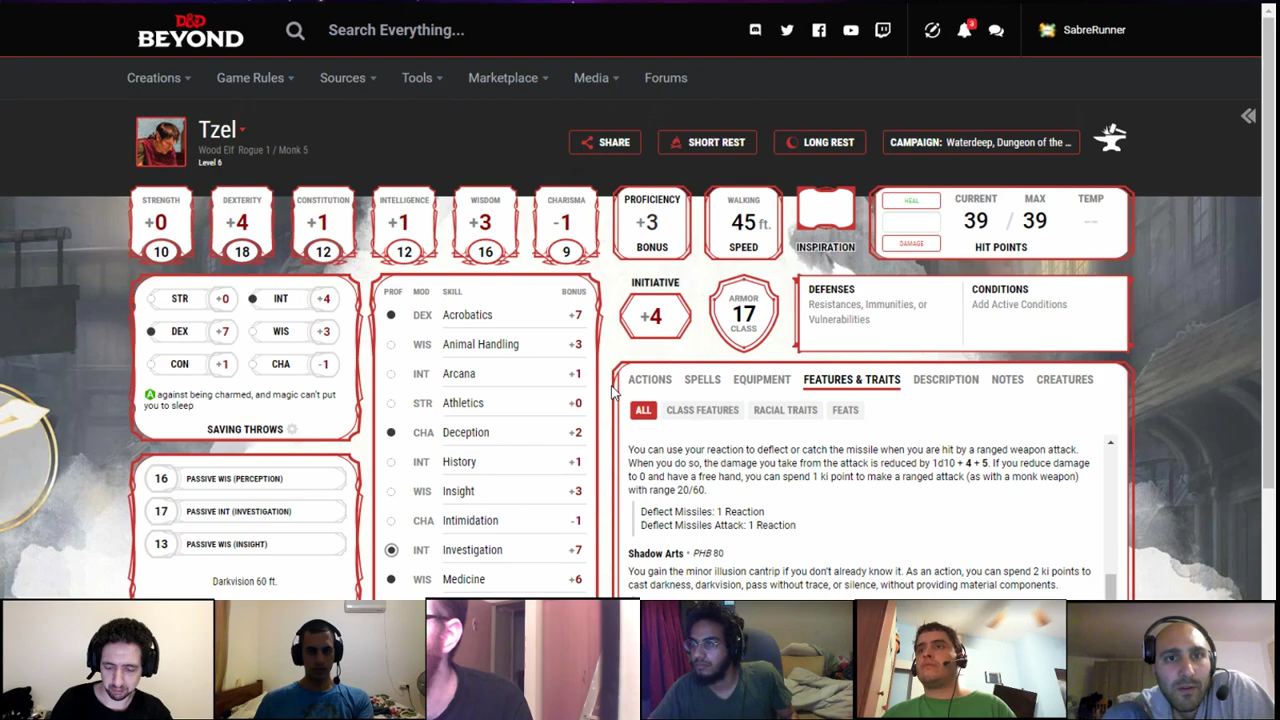 D&D
BEYOND
Search Everything...
3
SabreRunner
Creations
Game Rules
Sources
Tools
Marketplace
Media
Forums
Tzel
Wood Elf Rogue 1 / Monk 5
Level 6
SHARE
SHORT REST
LONG REST
CAMPAIGN: Waterdeep, Dungeon of the ...
STRENGTH
+0
10
DEXTERITY
+4
18
CONSTITUTION
+1
12
INTELLIGENCE
+1
12
WISDOM
+3
16
CHARISMA
-1
9
PROFICIENCY
+3
BONUS
WALKING
45 ft.
SPEED
INSPIRATION
HEAL
DAMAGE
CURRENT
MAX
TEMP
39 / 39
--
HIT POINTS
STR +0
INT +4
DEX +7
WIS +3
CON +1
CHA -1
A against being charmed, and magic can't put
you to sleep
SAVING THROWS
16 PASSIVE WIS (PERCEPTION)
17 PASSIVE INT (INVESTIGATION)
13 PASSIVE WIS (INSIGHT)
Darkvision 60 ft.
PROF MOD SKILL BONUS
DEX Acrobatics +7
WIS Animal Handling +3
INT Arcana +1
STR Athletics +0
CHA Deception +2
INT History +1
WIS Insight +3
CHA Intimidation -1
INT Investigation +7
WIS Medicine +6
INITIATIVE
+4
ARMOR
17
CLASS
DEFENSES
Resistances, Immunities, or
Vulnerabilities
CONDITIONS
Add Active Conditions
ACTIONS
SPELLS
EQUIPMENT
FEATURES & TRAITS
DESCRIPTION
NOTES
CREATURES
ALL
CLASS FEATURES
RACIAL TRAITS
FEATS
You can use your reaction to deflect or catch the missile when you are hit by a ranged weapon attack.
When you do so, the damage you take from the attack is reduced by 1d10 + 4 + 5. If you reduce damage
to 0 and have a free hand, you can spend 1 ki point to make a ranged attack (as with a monk weapon)
with range 20/60.
Deflect Missiles: 1 Reaction
Deflect Missiles Attack: 1 Reaction
Shadow Arts • PHB 80
You gain the minor illusion cantrip if you don't already know it. As an action, you can spend 2 ki points to
cast darkness, darkvision, pass without trace, or silence, without providing material components.